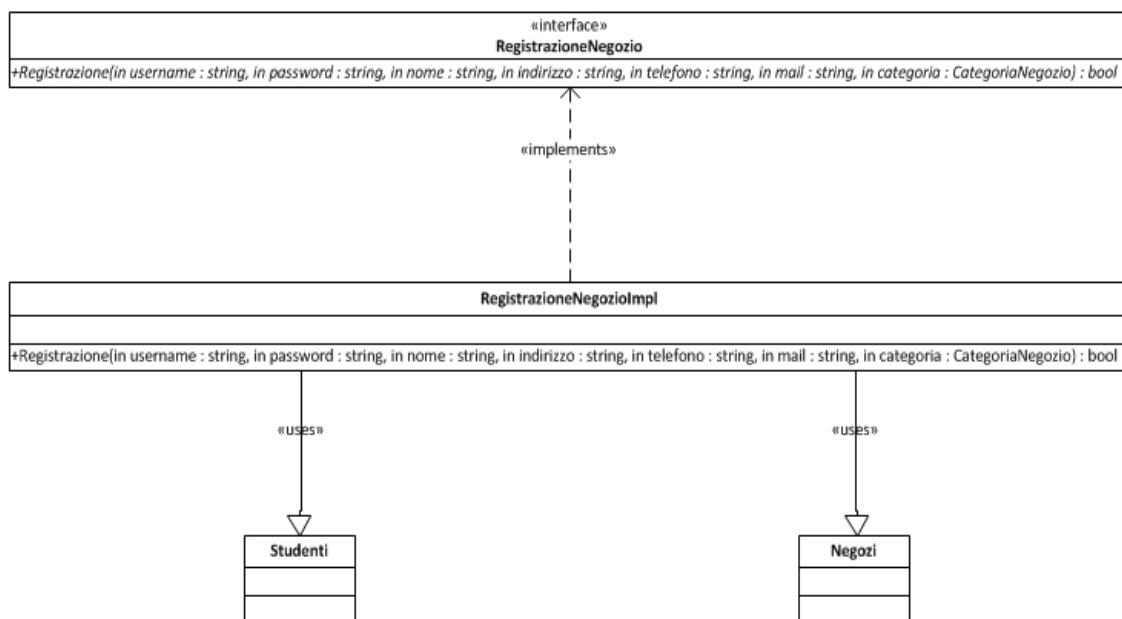 «interface»
RegistrazioneNegozio
+Registrazione(in username : string, in password : string, in nome : string, in indirizzo : string, in telefono : string, in mail : string, in categoria : CategoriaNegozio) : bool
«implements»
RegistrazioneNegozioImpl
+Registrazione(in username : string, in password : string, in nome : string, in indirizzo : string, in telefono : string, in mail : string, in categoria : CategoriaNegozio) : bool
«uses»
«uses»
Studenti
Negozi